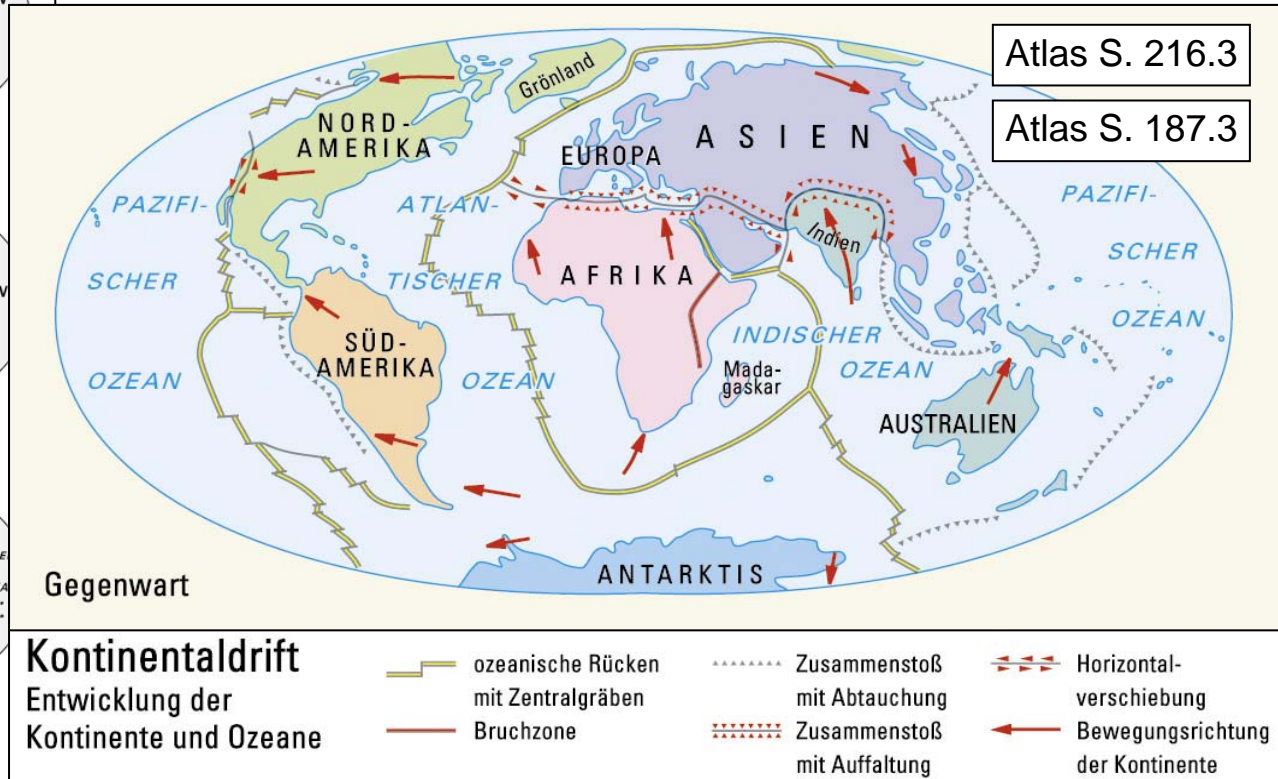 Atlas S. 216.3
Atlas S. 187.3
Grönland
NORD-
AMERIKA
EUROPA
ASIEN
PAZIFI-
SCHER
OZEAN
ATLAN-
TISCHER
OZEAN
AFRIKA
Indien
PAZIFI-
SCHER
OZEAN
SÜD-
AMERIKA
INDISCHER
OZEAN
Mada-
gaskar
AUSTRALIEN
ANTARKTIS
Gegenwart
Kontinentaldrift
Entwicklung der
Kontinente und Ozeane
ozeanische Rücken
mit Zentralgräben
Bruchzone
Zusammenstoß
mit Abtauchung
Zusammenstoß
mit Auffaltung
Horizontal-
verschiebung
Bewegungsrichtung
der Kontinente